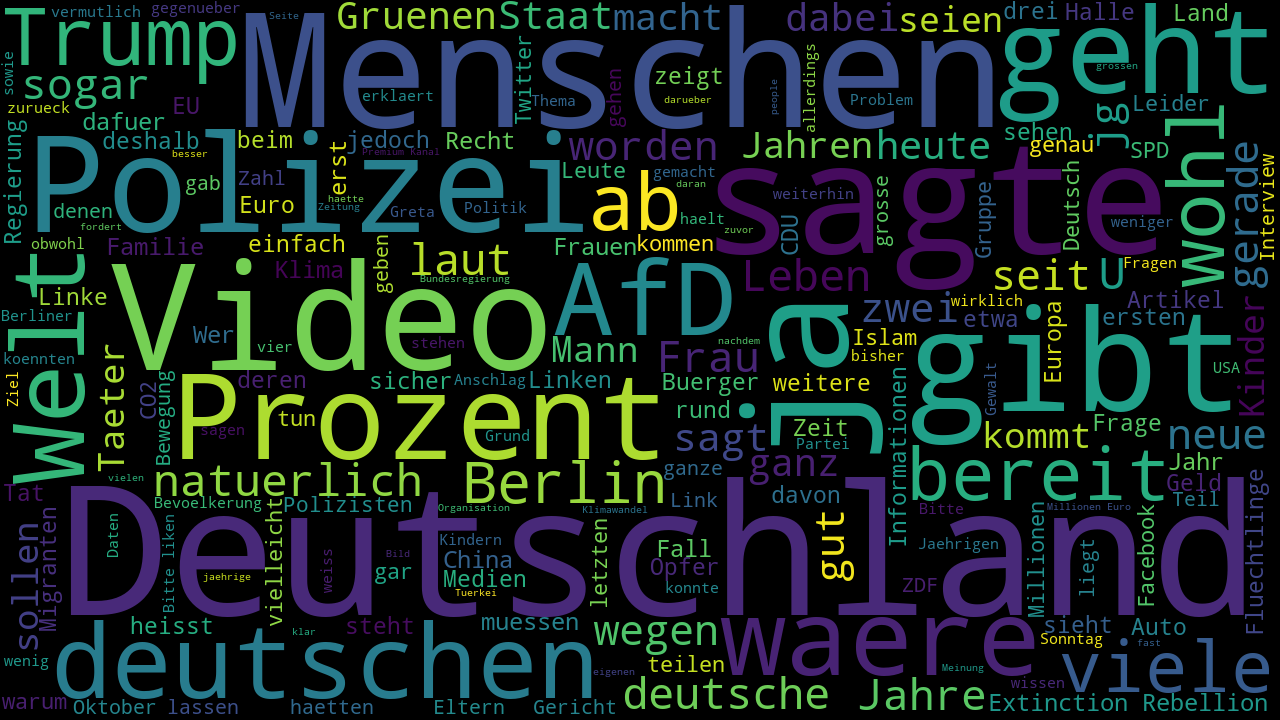 vermutlich gegenueber Seite Gruenen Staat macht dabei seien drei Halle Land
Trump Menschen geht
sowie sogar Twitter gehen zeigt allerdings grossen
zurueck EU erklaert Thema darueber people Problem jg Leider
dafuer
Regierung deshalb beim jedoch Recht worden Jahren heute sehen genau SPD wohl gerade Interview
Polizei besser erst Premium Kanal ab sagte
gab Zahl Leute gemacht daran weiterhin grosse Gruppe Deutsch
denen Euro haette Zeitung Greta Politik haelt zuvor CDU weniger
fordert
obwohl Familie einfach geben laut Frauen kommen
Welt Klima Bundesregierung Leben seit U Fragen
Linke Video AfD zwei wirklich Europa Artikel Kinder
Berliner Wer etwa ersten
vier stehen Mann Frau nachdem ja Islam gibt
koennten bisher
Ziel Taeter CO2 Bewegung deren sicher Anschlag Linken Buerger weitere Informationen Gewalt USA
Prozent rund
tun Zeit Frage
sagen Grund sagt Partei kommt neue
natuerlich Berlin ganze ganz bereit Jahr
vielen
Tat Bevoelkerung Polizisten Organisation Link Klimawandel davon Bitte Millionen Euro Geld Teil
sollen Migranten Deutschland
Daten Bitte liken vielleicht weiss Bild Kindern letzten Fall gut Jaehrigen Millionen liegt Facebook Fluechtlinge
gar China Opfer
jaehrige Medien konnte ZDF
Tuerkei
heisst klar steht muessen wegen waere sieht Auto
deutschen Sonntag fast
wenig eigenen teilen Meinung viele
wissen
warum Oktober lassen haetten Eltern Gericht deutsche Jahre Extinction Rebellion